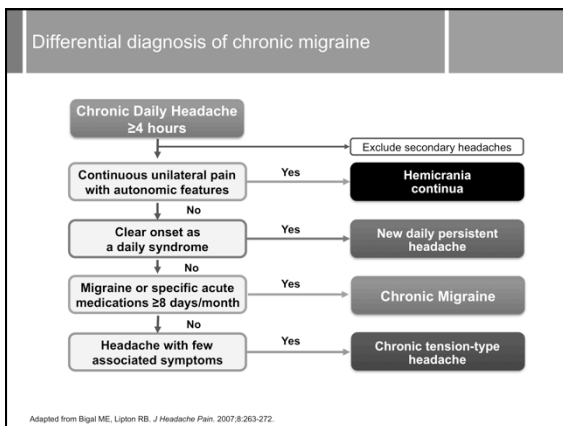 Differential diagnosis of chronic migraine
Chronic Daily Headache
≥4 hours
Exclude secondary headaches
Continuous unilateral pain
with autonomic features
Yes
Hemicrania
continua
No
Clear onset as
a daily syndrome
Yes
New daily persistent
headache
No
Migraine or specific acute
medications ≥8 days/month
Yes
Chronic Migraine
No
Headache with few
associated symptoms
Yes
Chronic tension-type
headache
Adapted from Bigal ME, Lipton RB. J Headache Pain. 2007;8:263-272.